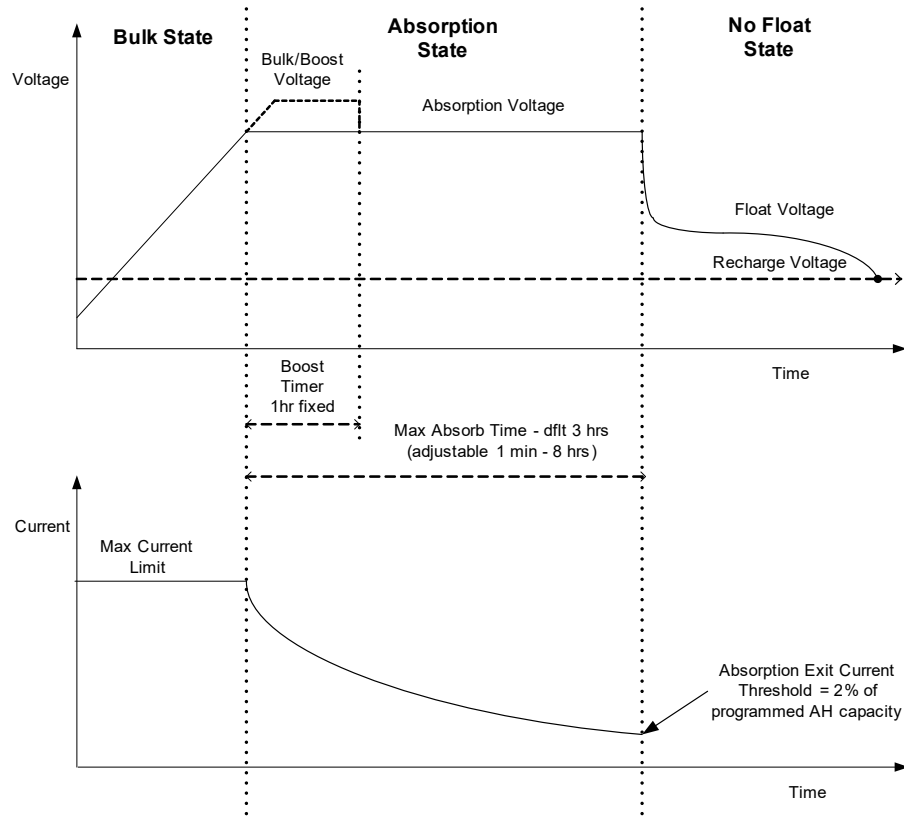 Bulk State
Absorption
State
No Float
State
Voltage
Bulk/Boost
Voltage
Absorption Voltage
Float Voltage
Recharge Voltage
Time
Boost
Timer
1hr fixed
Max Absorb Time - dflt 3 hrs
(adjustable 1 min - 8 hrs)
Current
Max Current
Limit
Absorption Exit Current
Threshold = 2% of
programmed AH capacity
Time